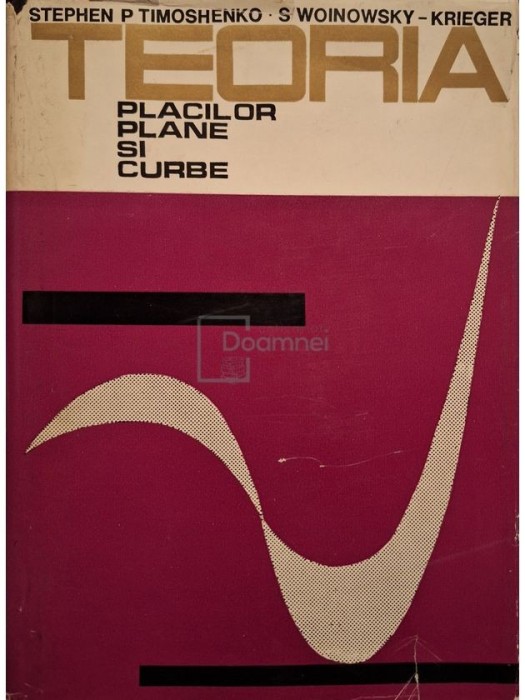 STEPHEN P TIMOSHENKO · S WOINOWSKY – KRIEGER
TEORIA
PLACILOR
PLANE
SI
CURBE
Doamnei